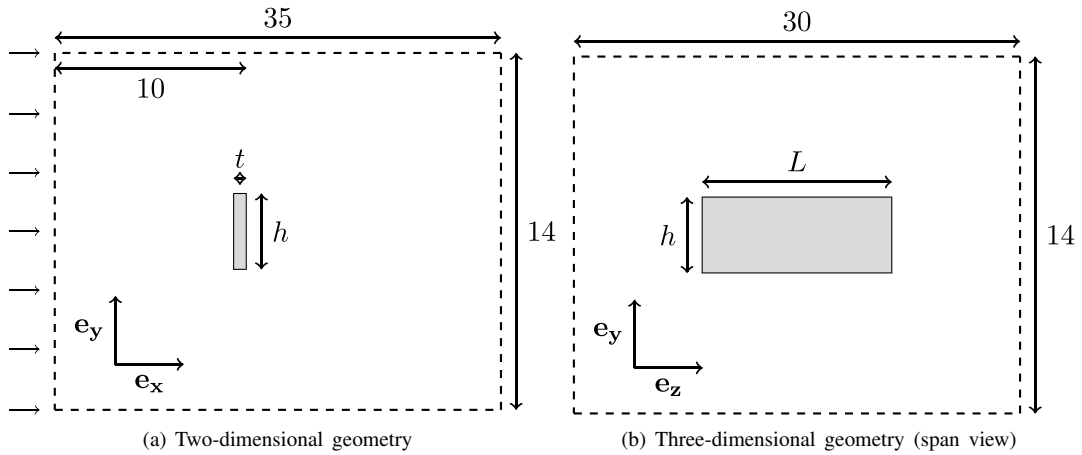 35
10
t
h
14
e_y
e_x
(a) Two-dimensional geometry
30
L
h
14
e_y
e_z
(b) Three-dimensional geometry (span view)